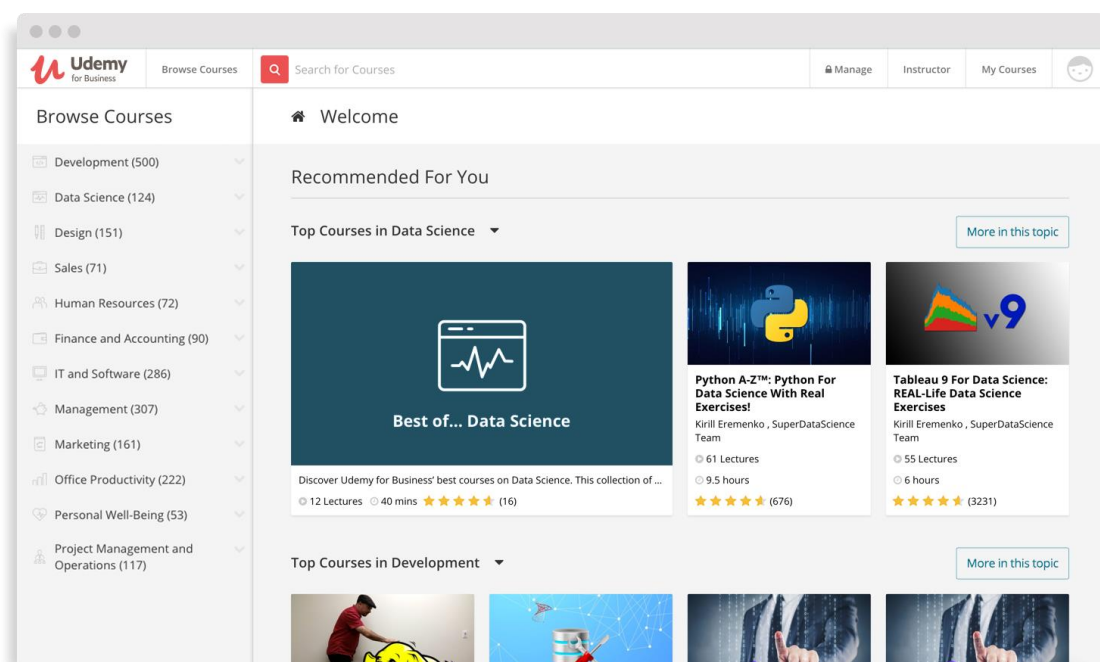 Udemy
for Business
Browse Courses
Search for Courses
Manage
Instructor
My Courses
Browse Courses
Welcome
Development (500)
Data Science (124)
Design (151)
Sales (71)
Human Resources (72)
Finance and Accounting (90)
IT and Software (286)
Management (307)
Marketing (161)
Office Productivity (222)
Personal Well-Being (53)
Project Management and
Operations (117)
Recommended For You
Top Courses in Data Science
More in this topic
Best of... Data Science
Discover Udemy for Business' best courses on Data Science. This collection of ...
12 Lectures 40 mins (16)
v9
Python A-Z™: Python For
Data Science With Real
Exercises!
Kirill Eremenko , SuperDataScience
Team
61 Lectures
9.5 hours
(676)
Tableau 9 For Data Science:
REAL-Life Data Science
Exercises
Kirill Eremenko , SuperDataScience
Team
55 Lectures
6 hours
(3231)
Top Courses in Development
More in this topic